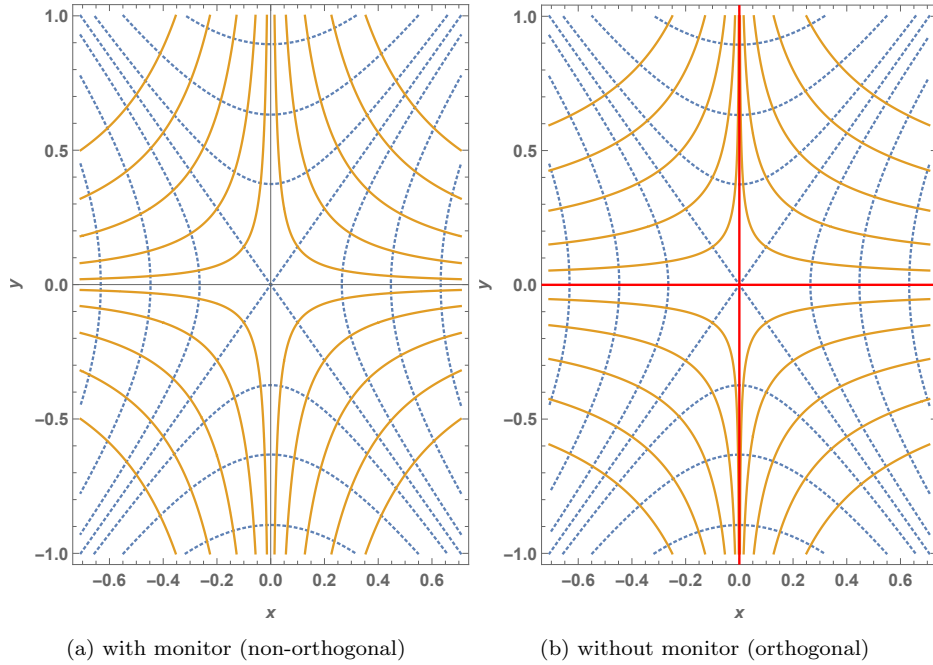 1.0 1.0
0.5 0.5
y 0.0 y 0.0
−0.5 −0.5
−1.0 −1.0
−0.6 −0.4 −0.2 0.0 0.2 0.4 0.6 −0.6 −0.4 −0.2 0.0 0.2 0.4 0.6
x x
(a) with monitor (non-orthogonal) (b) without monitor (orthogonal)